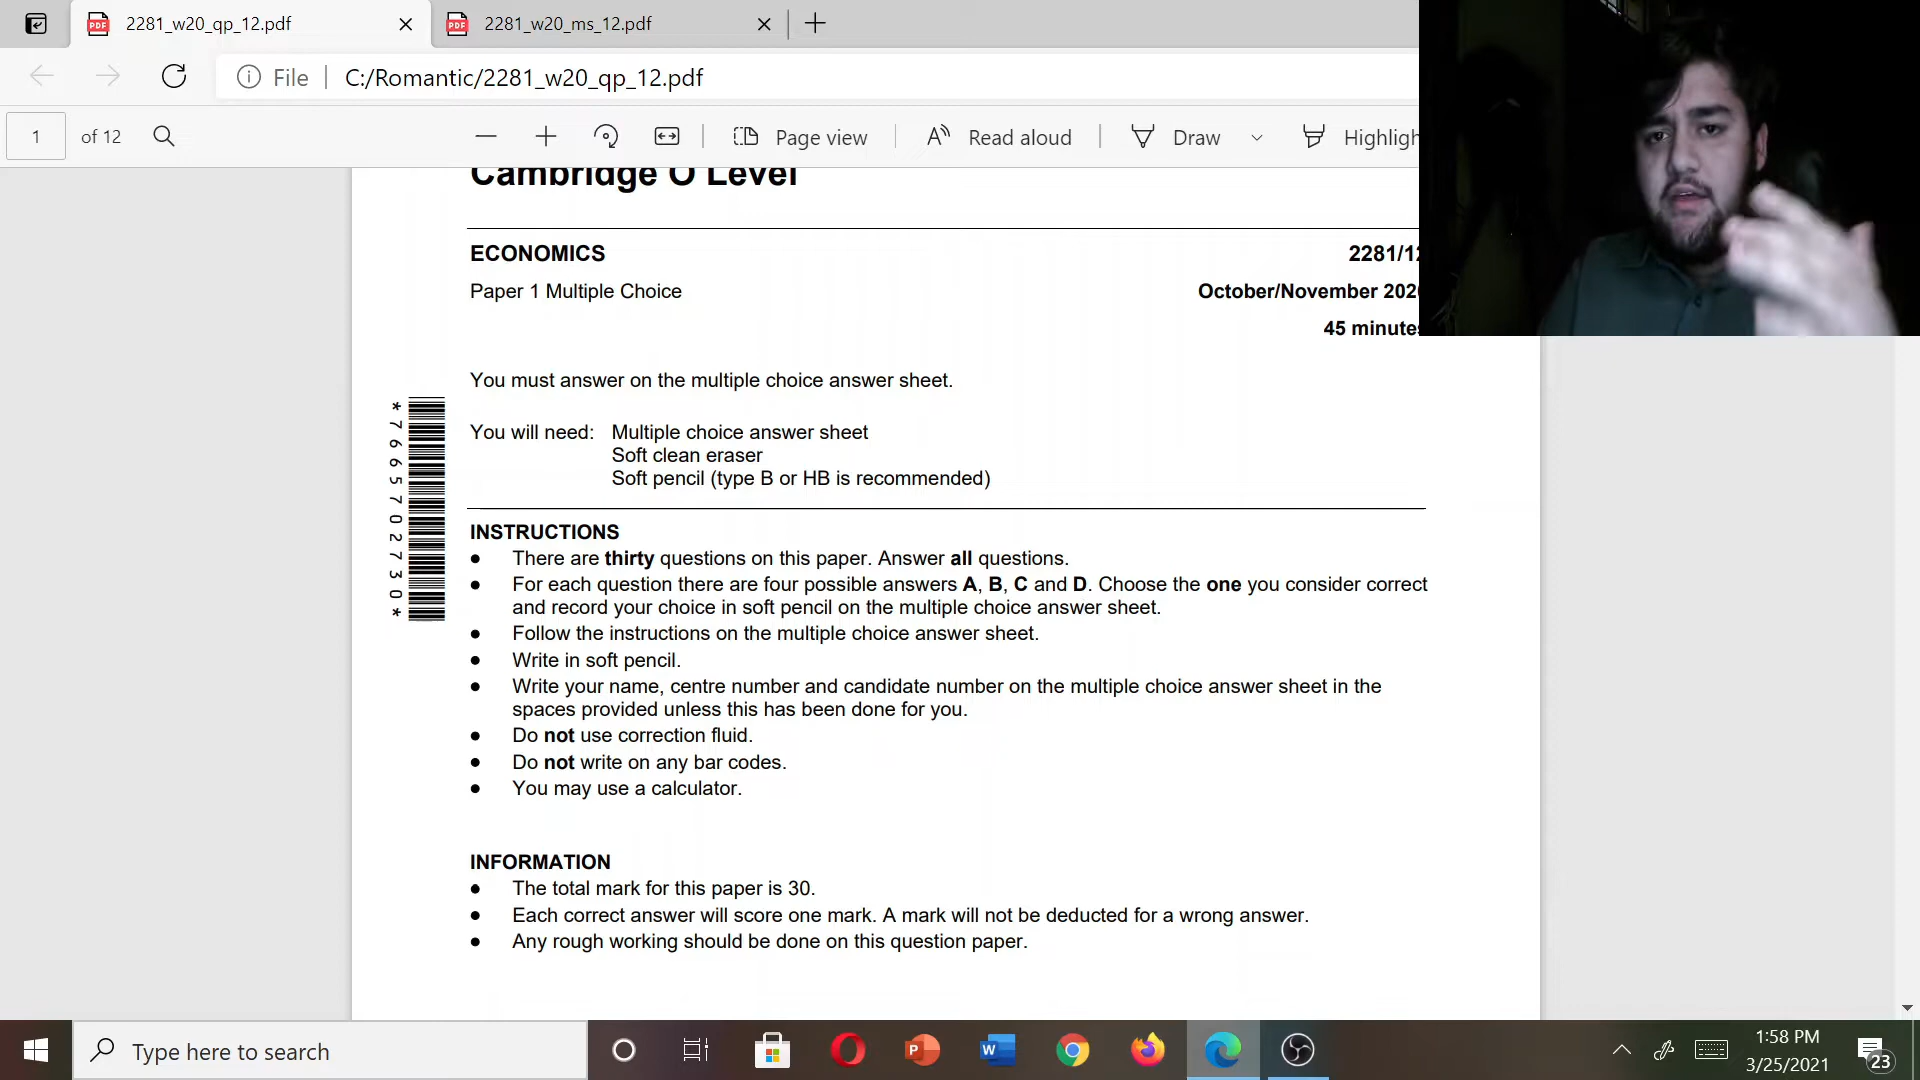 2281_w20_qp_12.pdf
2281_w20_ms_12.pdf
File
C:/Romantic/2281_w20_qp_12.pdf
1 of 12
Page view
Read aloud
Draw
Highligh
Cambridge O Level
ECONOMICS
2281/12
Paper 1 Multiple Choice
October/November 2020
45 minutes
You must answer on the multiple choice answer sheet.
You will need: Multiple choice answer sheet
Soft clean eraser
Soft pencil (type B or HB is recommended)
*7665702730*
INSTRUCTIONS
● There are thirty questions on this paper. Answer all questions.
● For each question there are four possible answers A, B, C and D. Choose the one you consider correct
and record your choice in soft pencil on the multiple choice answer sheet.
● Follow the instructions on the multiple choice answer sheet.
● Write in soft pencil.
● Write your name, centre number and candidate number on the multiple choice answer sheet in the
spaces provided unless this has been done for you.
● Do not use correction fluid.
● Do not write on any bar codes.
● You may use a calculator.
INFORMATION
● The total mark for this paper is 30.
● Each correct answer will score one mark. A mark will not be deducted for a wrong answer.
● Any rough working should be done on this question paper.
Type here to search
1:58 PM
3/25/2021
23